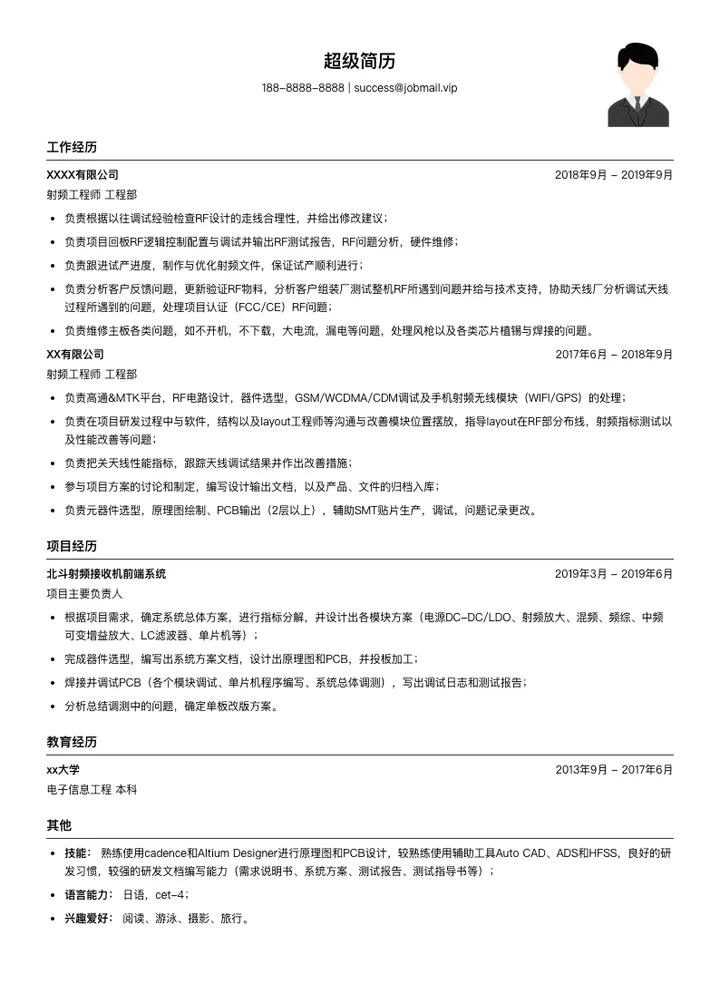 超级简历
188-8888-8888 | success@jobmail.vip
工作经历
XXXX有限公司 2018年9月 - 2019年9月
射频工程师 工程部
• 负责根据以往调试经验检查RF设计的走线合理性，并给出修改建议；
• 负责项目回板RF逻辑控制配置与调试并输出RF测试报告，RF问题分析，硬件维修；
• 负责跟进试产进度，制作与优化射频文件，保证试产顺利进行；
• 负责分析客户反馈问题，更新验证RF物料，分析客户组装厂测试整机RF所遇到问题并给与技术支持，协助天线厂分析调试天线
过程所遇到的问题，处理项目认证（FCC/CE）RF问题；
• 负责维修主板各类问题，如不开机，不下载，大电流，漏电等问题，处理风枪以及各类芯片植锡与焊接的问题。
XX有限公司 2017年6月 - 2018年9月
射频工程师 工程部
• 负责高通&MTK平台，RF电路设计，器件选型，GSM/WCDMA/CDM调试及手机射频无线模块（WIFI/GPS）的处理；
• 负责在项目研发过程中与软件，结构以及layout工程师等沟通与改善模块位置摆放，指导layout在RF部分布线，射频指标测试以
及性能改善等问题；
• 负责把关天线性能指标，跟踪天线调试结果并作出改善措施；
• 参与项目方案的讨论和制定，编写设计输出文档，以及产品、文件的归档入库；
• 负责元器件选型，原理图绘制、PCB输出（2层以上），辅助SMT贴片生产，调试，问题记录更改。
项目经历
北斗射频接收机前端系统 2019年3月 - 2019年6月
项目主要负责人
• 根据项目需求，确定系统总体方案，进行指标分解，并设计出各模块方案（电源DC-DC/LDO、射频放大、混频、频综、中频
可变增益放大、LC滤波器、单片机等）；
• 完成器件选型，编写出系统方案文档，设计出原理图和PCB，并投板加工；
• 焊接并调试PCB（各个模块调试、单片机程序编写、系统总体调测），写出调试日志和测试报告；
• 分析总结调测中的问题，确定单板改版方案。
教育经历
xx大学 2013年9月 - 2017年6月
电子信息工程 本科
其他
• 技能： 熟练使用cadence和Altium Designer进行原理图和PCB设计，较熟练使用辅助工具Auto CAD、ADS和HFSS，良好的研
发习惯，较强的研发文档编写能力（需求说明书、系统方案、测试报告、测试指导书等）；
• 语言能力： 日语，cet-4；
• 兴趣爱好： 阅读、游泳、摄影、旅行。